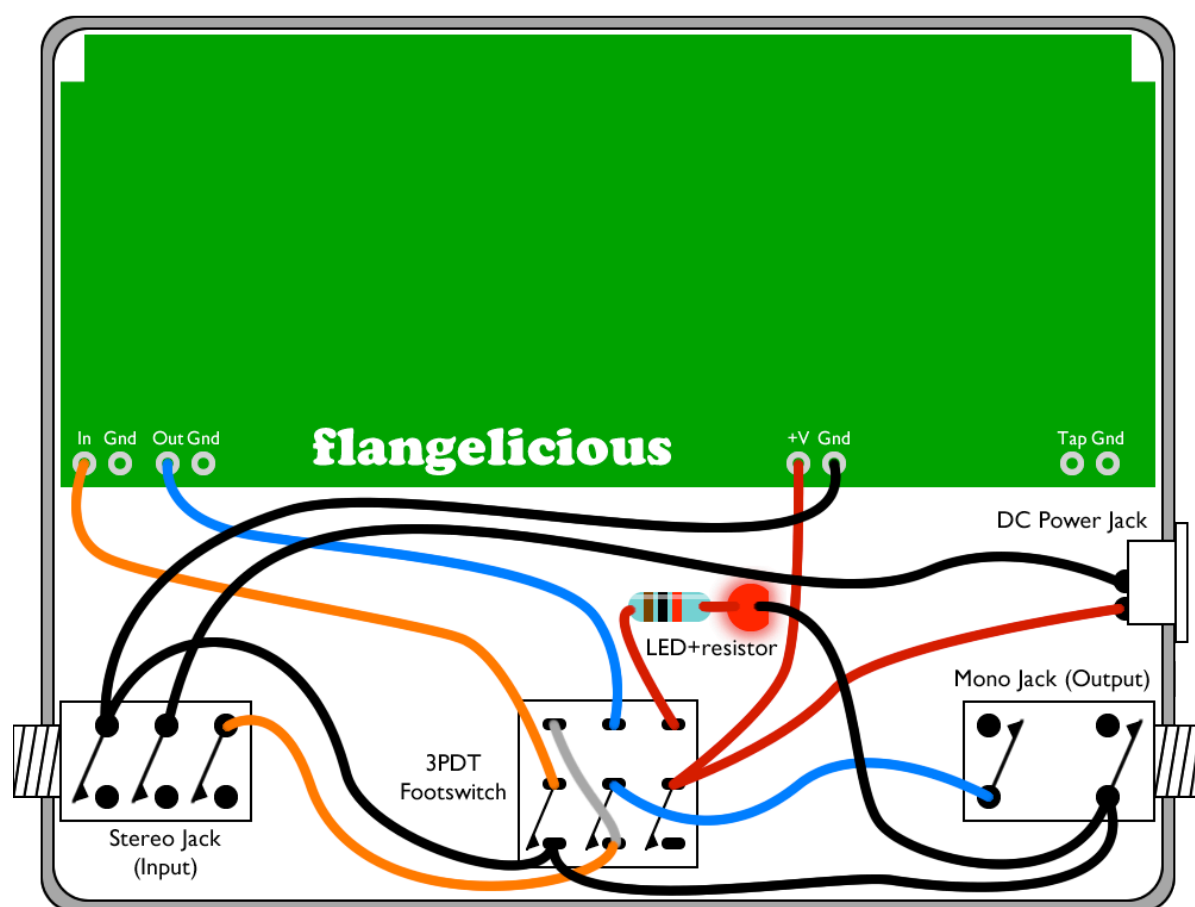 In Gnd Out Gnd
flangelicious
+V Gnd
Tap Gnd
DC Power Jack
LED+resistor
Mono Jack (Output)
3PDT
Footswitch
Stereo Jack
(Input)